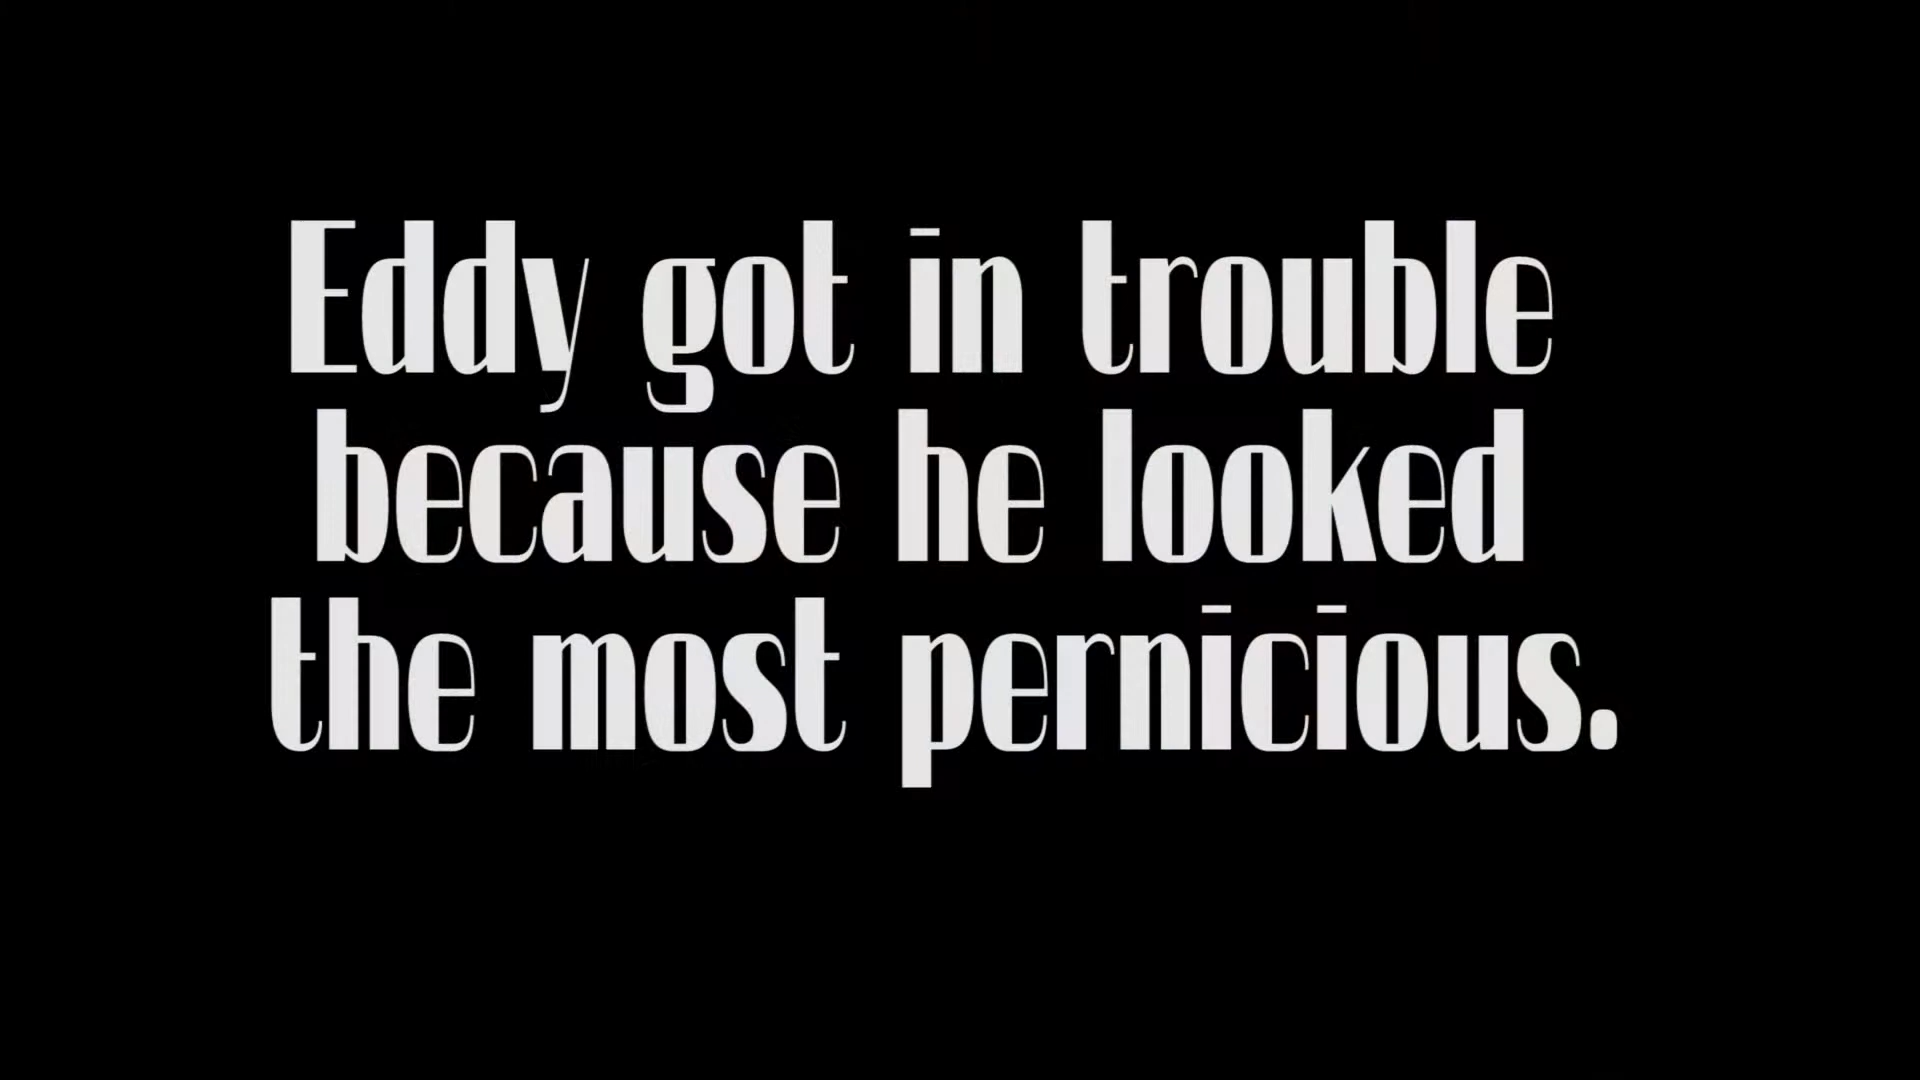 Eddy got in trouble
because he looked
the most pernicious.